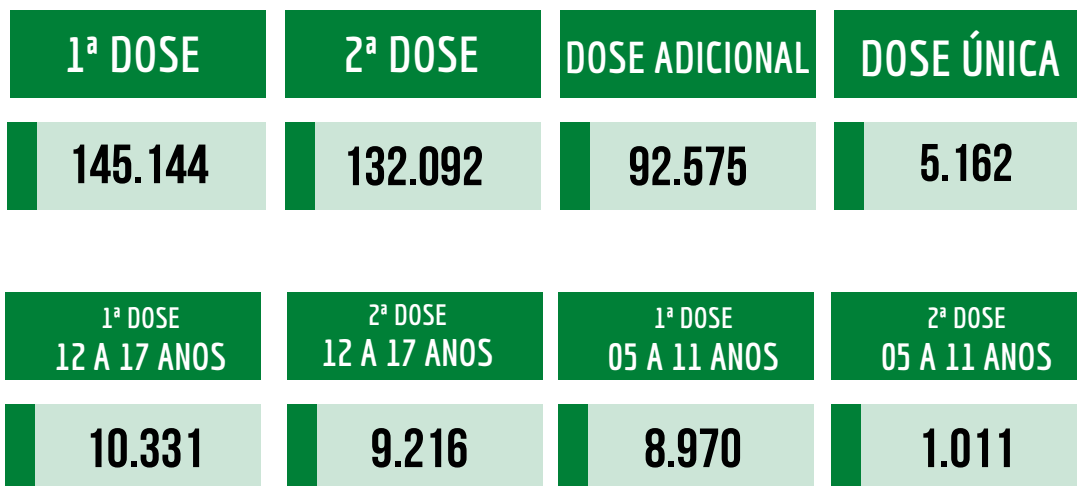 1ª DOSE
2ª DOSE
DOSE ADICIONAL
DOSE ÚNICA
145.144
132.092
92.575
5.162
1ª DOSE
12 A 17 ANOS
2ª DOSE
12 A 17 ANOS
1ª DOSE
05 A 11 ANOS
2ª DOSE
05 A 11 ANOS
10.331
9.216
8.970
1.011